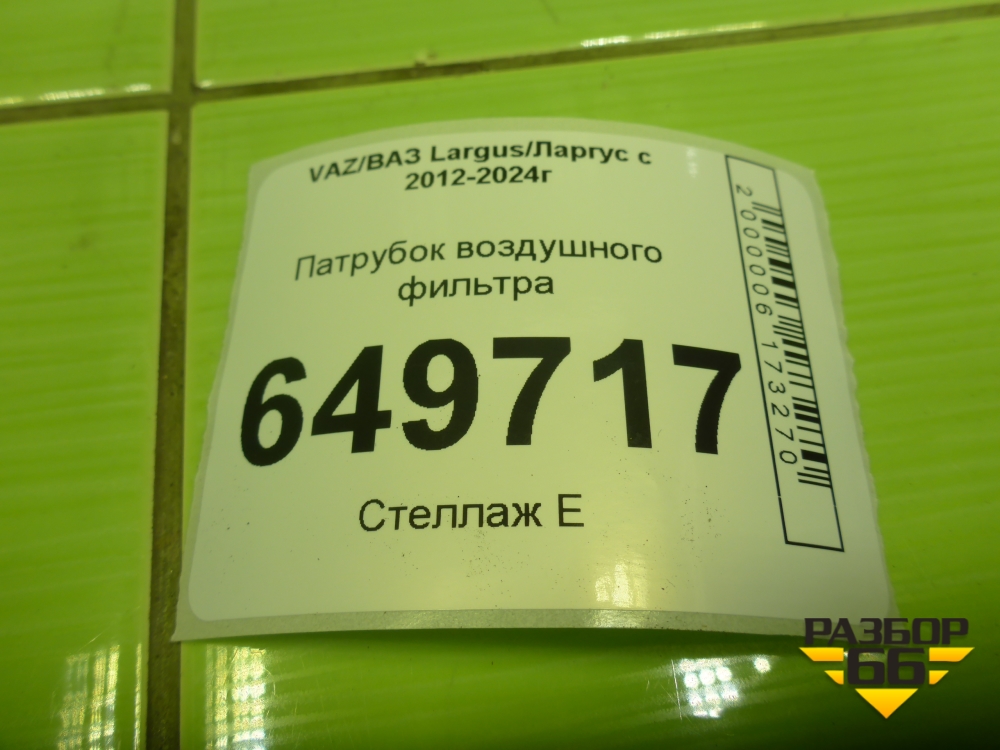 VAZ/ВАЗ Largus/Ларгус с
2012-2024г
Патрубок воздушного
фильтра
649717
Стеллаж Е
2000006173270
РАЗБОР
66